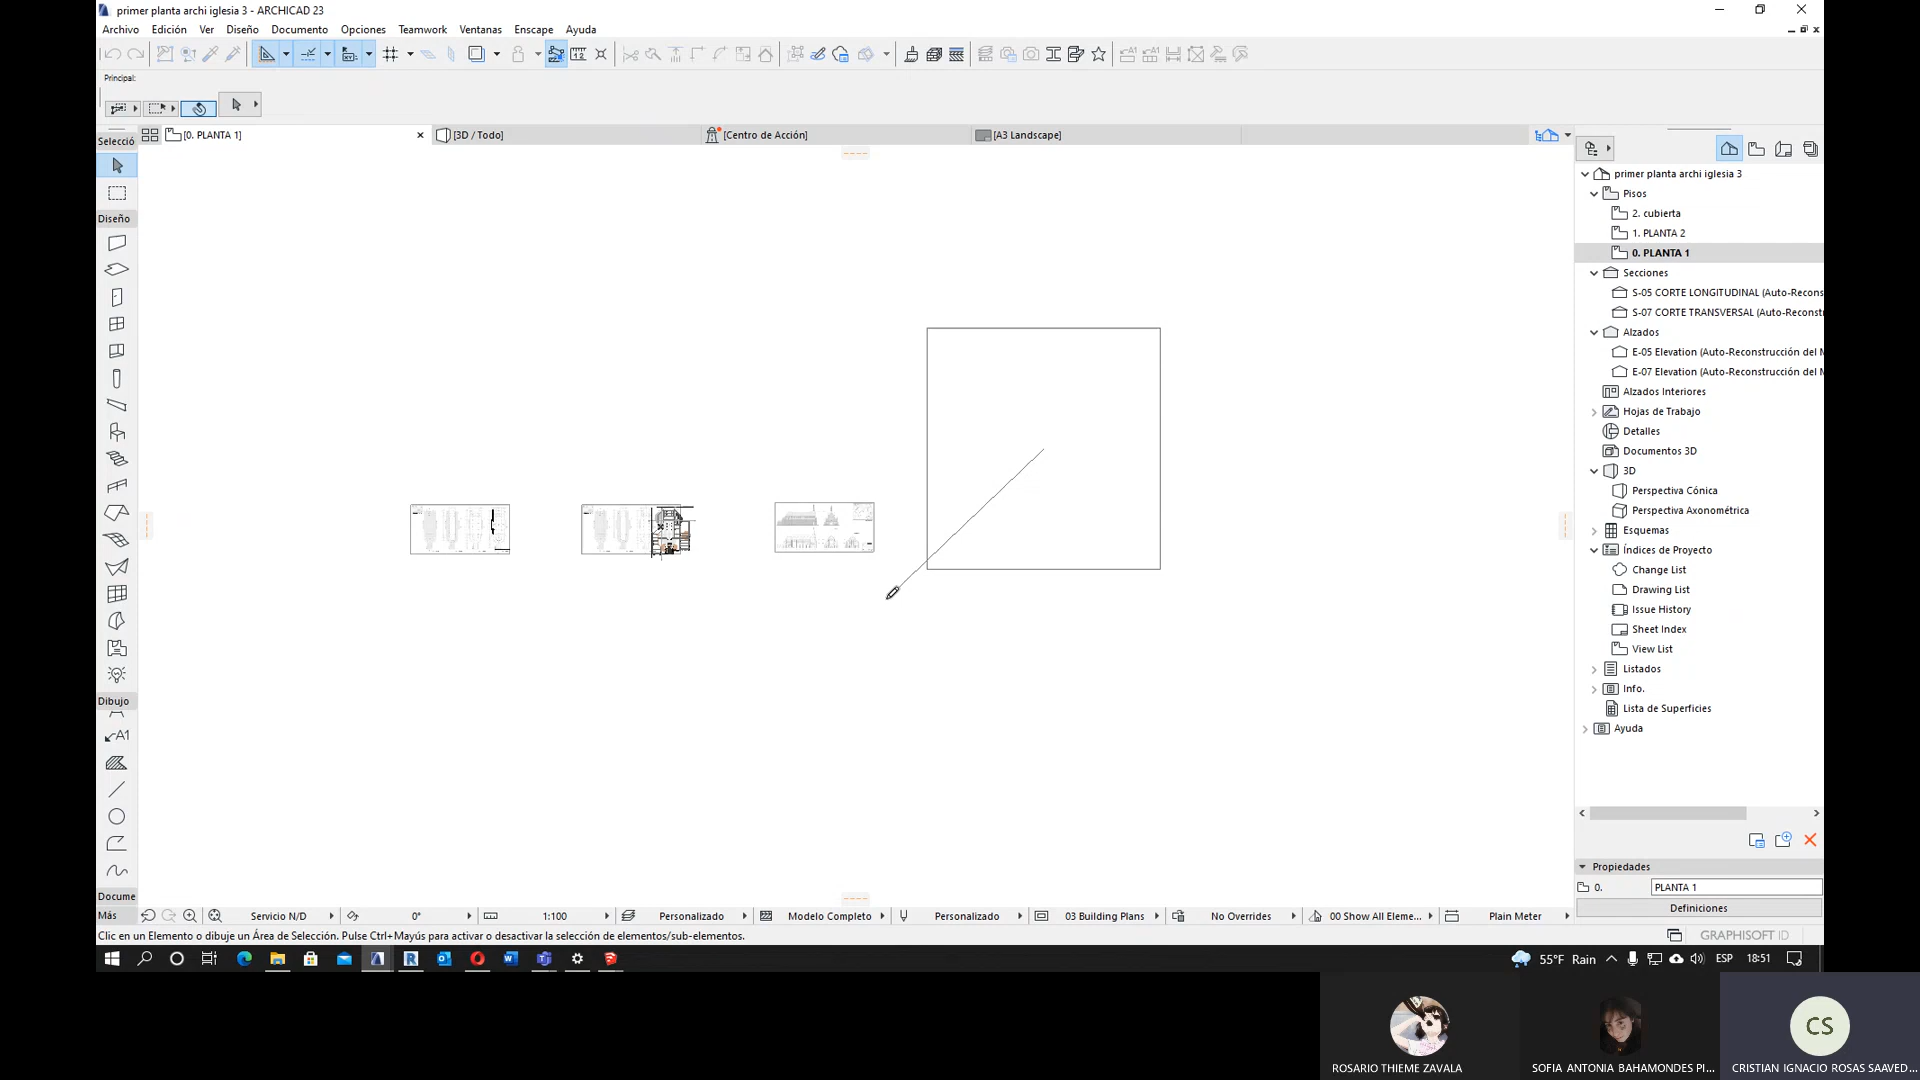 primer planta archi iglesia 3 - ARCHICAD 23
Archivo Edición Ver Diseño Documento Opciones Teamwork Ventanas Enscape Ayuda
Principal:
Selecció
[0. PLANTA 1]
[3D / Todo]
[Centro de Acción]
[A3 Landscape]
Diseño
Dibujo
A1
Docume
Más
primer planta archi iglesia 3
Pisos
2. cubierta
1. PLANTA 2
0. PLANTA 1
Secciones
S-05 CORTE LONGITUDINAL (Auto-Recons
S-07 CORTE TRANSVERSAL (Auto-Reconst
Alzados
E-05 Elevation (Auto-Reconstrucción del M
E-07 Elevation (Auto-Reconstrucción del M
Alzados Interiores
Hojas de Trabajo
Detalles
Documentos 3D
3D
Perspectiva Cónica
Perspectiva Axonométrica
Esquemas
Índices de Proyecto
Change List
Drawing List
Issue History
Sheet Index
View List
Listados
Info.
Lista de Superficies
Ayuda
Propiedades
0. PLANTA 1
Definiciones
Servicio N/D 0° 1:100 Personalizado Modelo Completo Personalizado 03 Building Plans No Overrides 00 Show All Eleme... Plain Meter
Clic en un Elemento o dibuje un Área de Selección. Pulse Ctrl+Mayús para activar o desactivar la selección de elementos/sub-elementos.
GRAPHISOFT ID
55°F Rain ESP 18:51
CS
ROSARIO THIEME ZAVALA
SOFIA ANTONIA BAHAMONDES PI...
CRISTIAN IGNACIO ROSAS SAAVED...